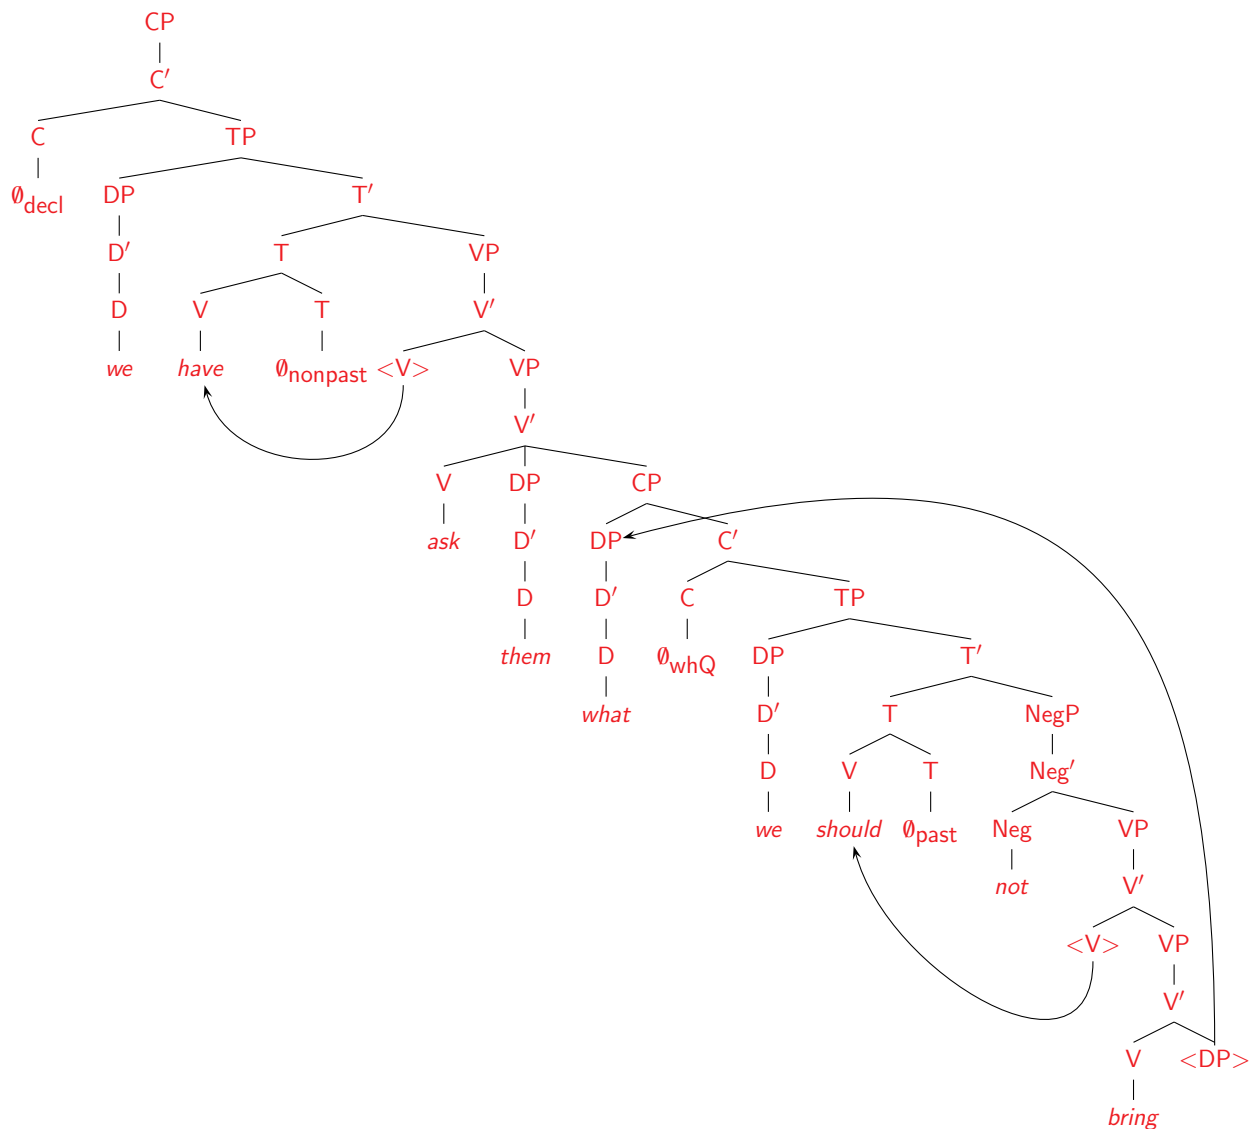 CP
C′
C TP
∅decl DP T′
D′ T VP
D V T V′
we have ∅nonpast <V> VP
V′
V DP CP
ask D′ DP C′
D D′ C TP
them D ∅whQ DP T′
what D′ T NegP
D V T Neg′
we should ∅past Neg VP
not V′
<V> VP
V′
V <DP>
bring